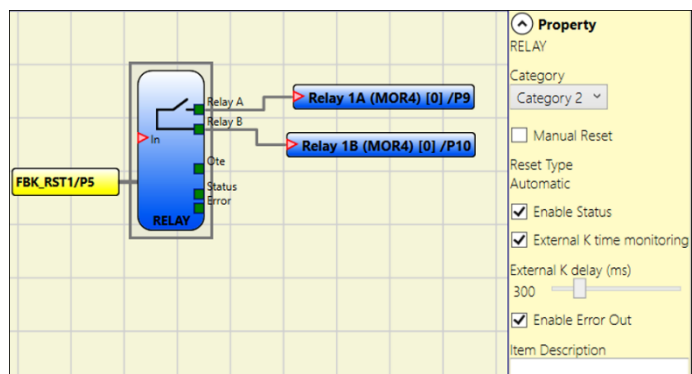 Relay A
Relay B
In
Ote
Status
Error
RELAY
FBK_RST1/P5
Relay 1A (MOR4) [0] /P9
Relay 1B (MOR4) [0] /P10
Property
RELAY
Category
Category 2
Manual Reset
Reset Type
Automatic
Enable Status
External K time monitoring
External K delay (ms)
300
Enable Error Out
Item Description